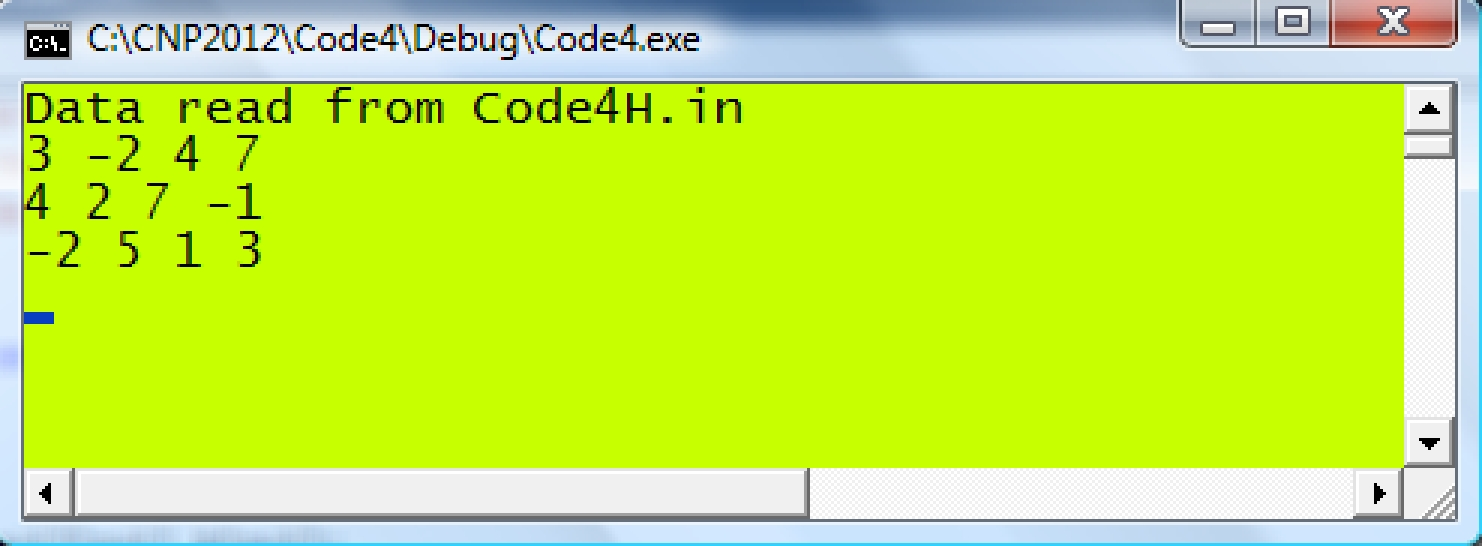 C:\CNP2012\Code4\Debug\Code4.exe
Data read from Code4H.in
3 -2 4 7
4 2 7 -1
-2 5 1 3